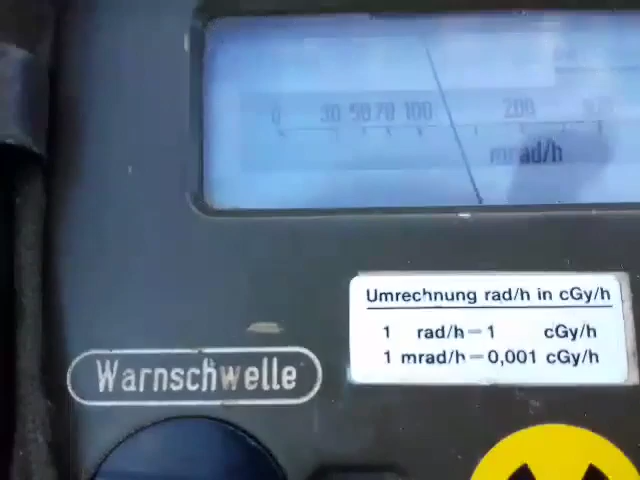 0 30 50 70 100 200
mrad/h
Umrechnung rad/h in cGy/h
1 rad/h=1 cGy/h
1 mrad/h=0,001 cGy/h
Warnschwelle